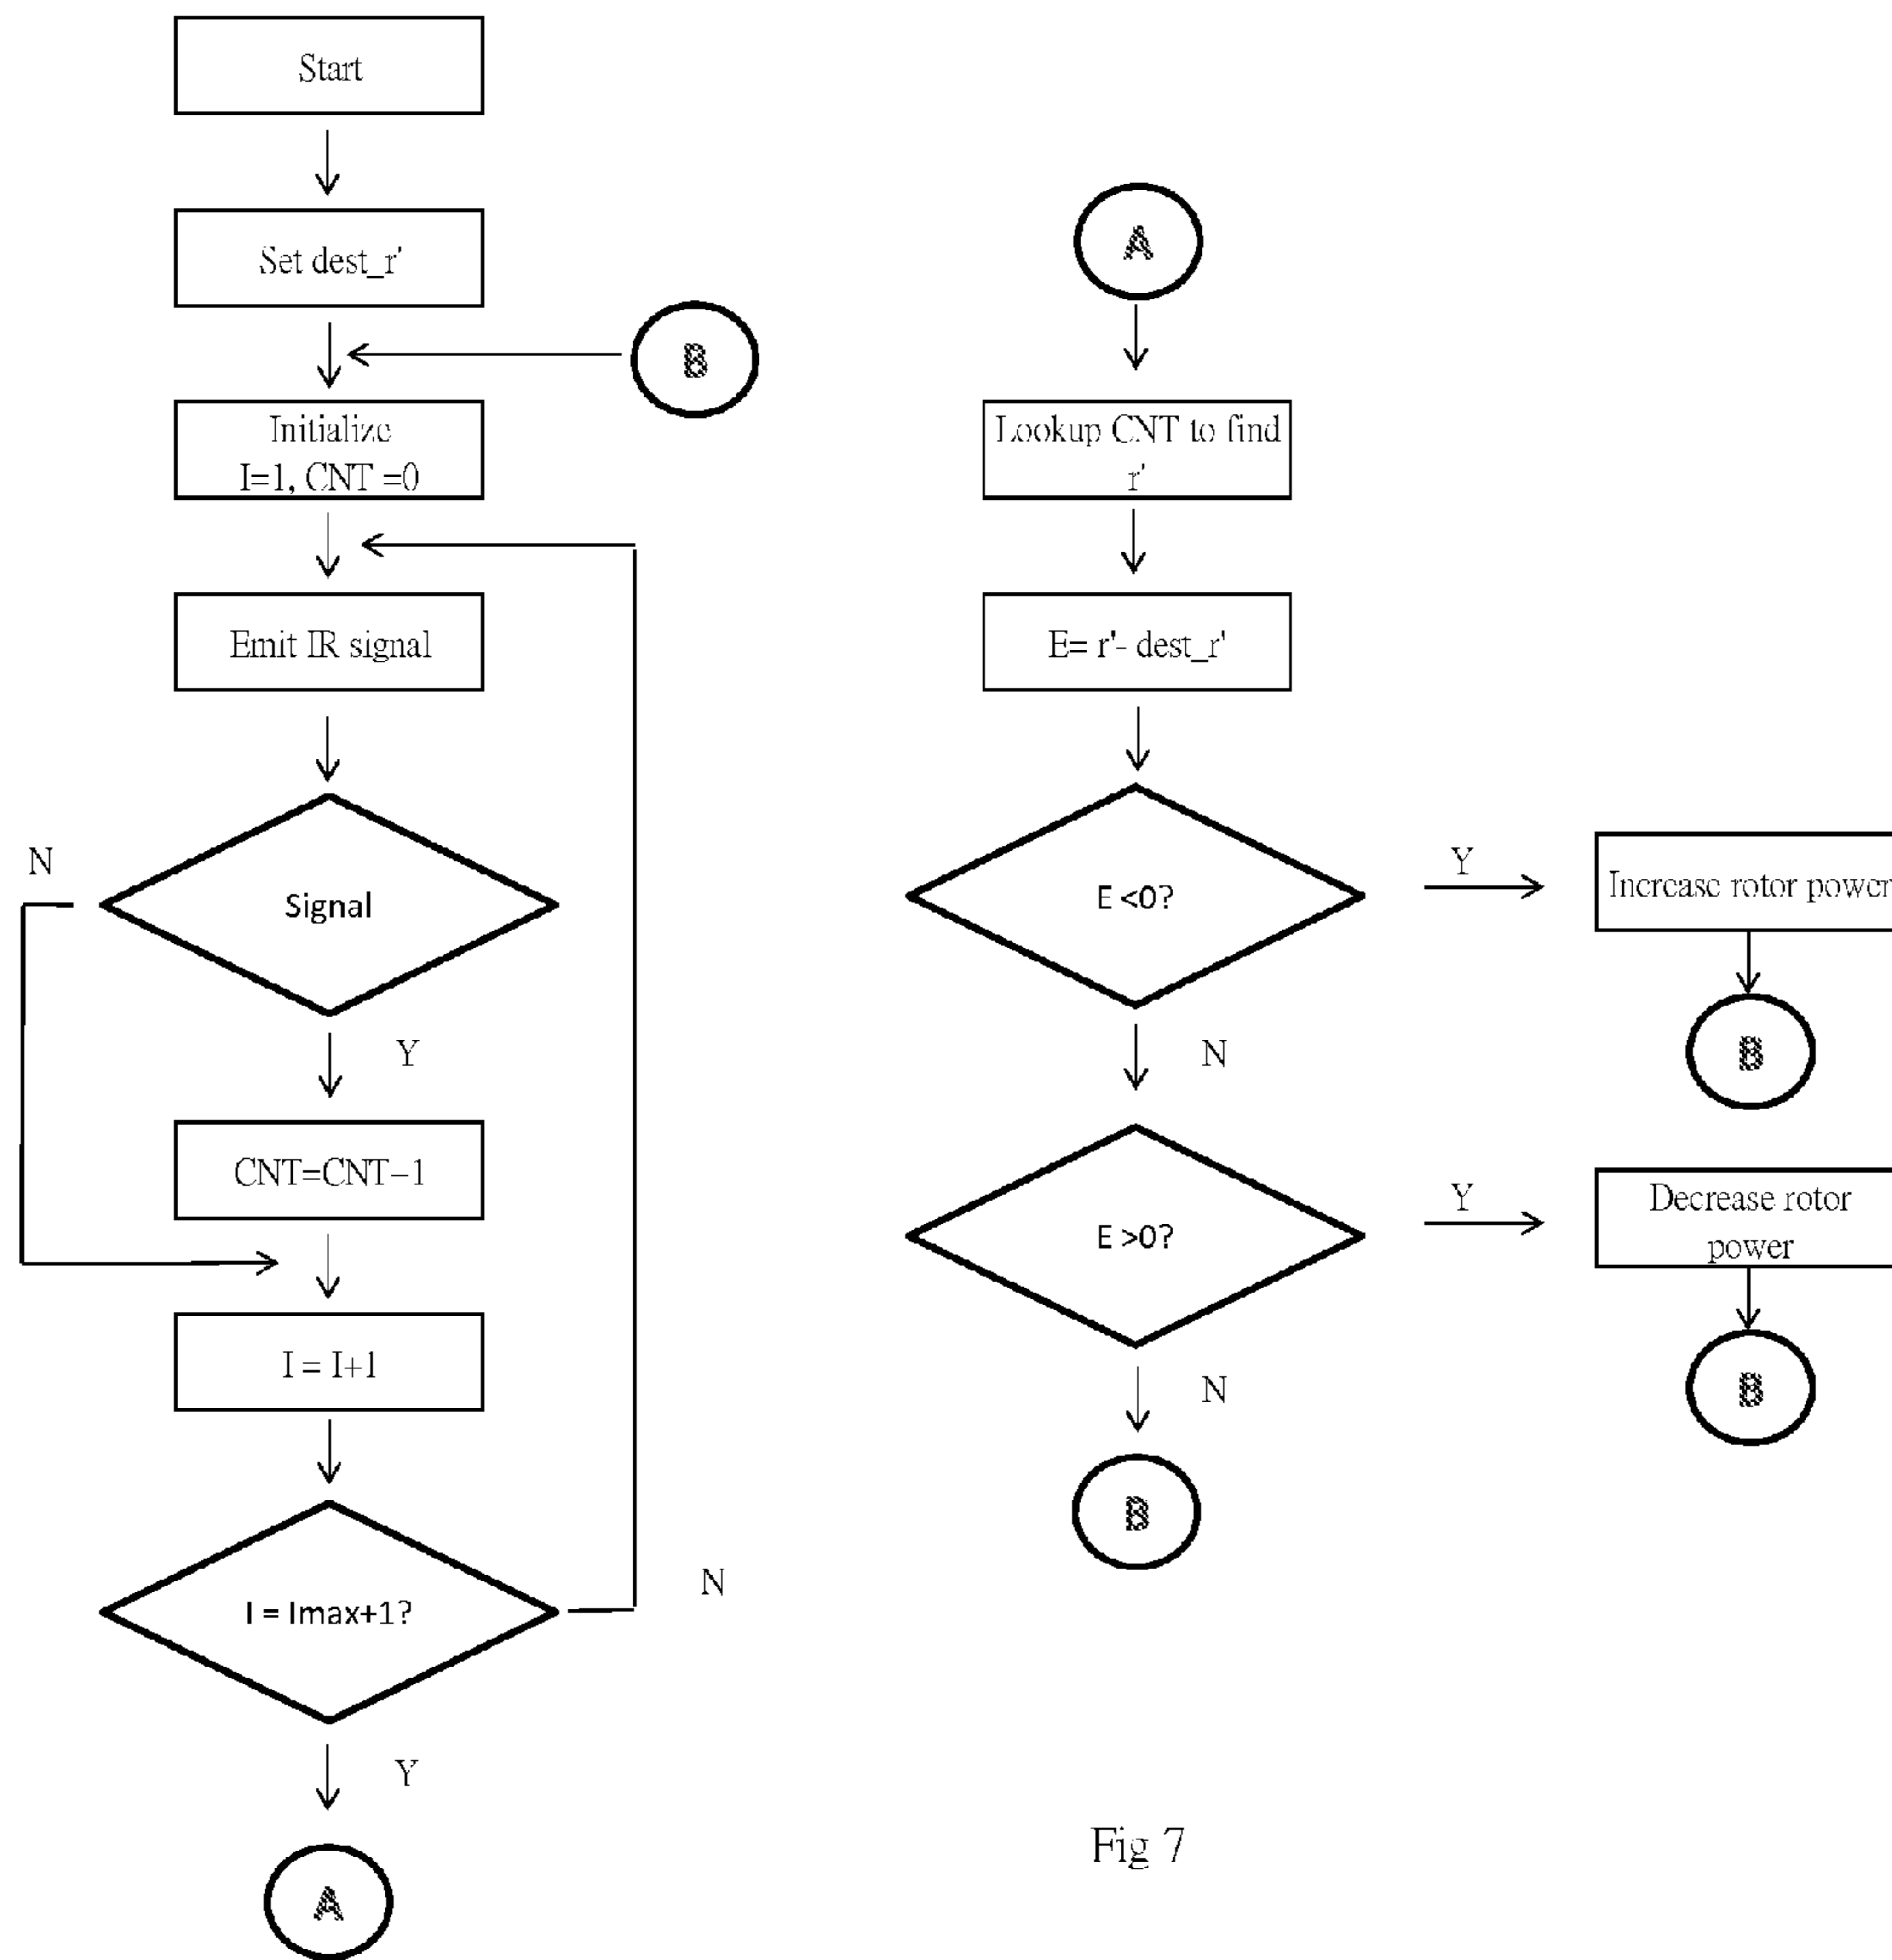 Start
Set dest_r'
B
Initialize
I=1, CNT =0
Emit IR signal
N
Signal
Y
CNT=CNT–1
I = I+1
I = Imax+1?
N
Y
A
A
Lookup CNT to find
r'
E= r'- dest_r'
E <0?
Y
Increase rotor power
B
N
E >0?
Y
Decrease rotor
power
B
N
B
Fig 7